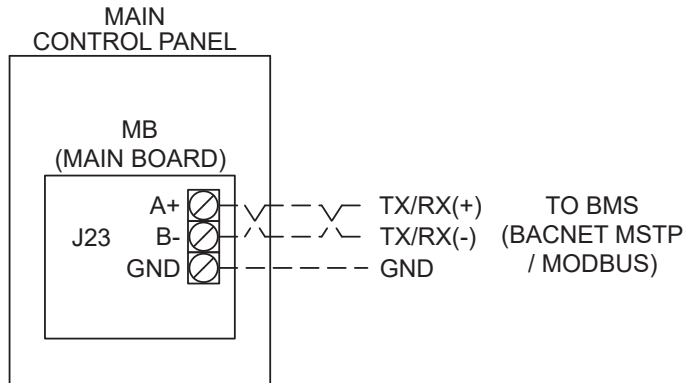 MAIN
CONTROL PANEL
MB
(MAIN BOARD)
A+ TX/RX(+) TO BMS
J23 B- TX/RX(-) (BACNET MSTP
GND GND / MODBUS)